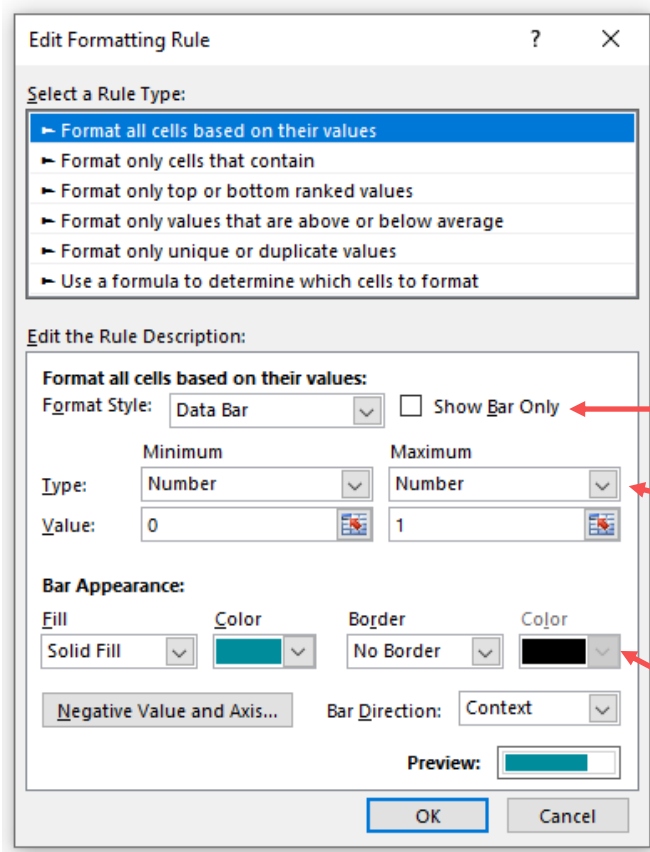 Edit Formatting Rule ? ×
Select a Rule Type:
► Format all cells based on their values
► Format only cells that contain
► Format only top or bottom ranked values
► Format only values that are above or below average
► Format only unique or duplicate values
► Use a formula to determine which cells to format
Edit the Rule Description:
Format all cells based on their values:
Format Style: Data Bar Show Bar Only
Minimum Maximum
Type: Number Number
Value: 0 1
Bar Appearance:
Fill Color Border Color
Solid Fill No Border
Negative Value and Axis... Bar Direction: Context
Preview:
OK Cancel